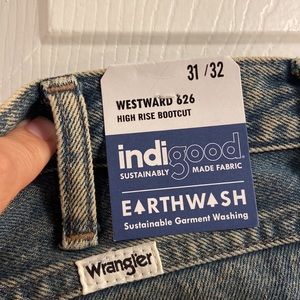 31 / 32
WESTWARD 626
HIGH RISE BOOTCUT
indigood
SUSTAINABLY MADE FABRIC
EARTHWASH
Sustainable Garment Washing
Wrangler